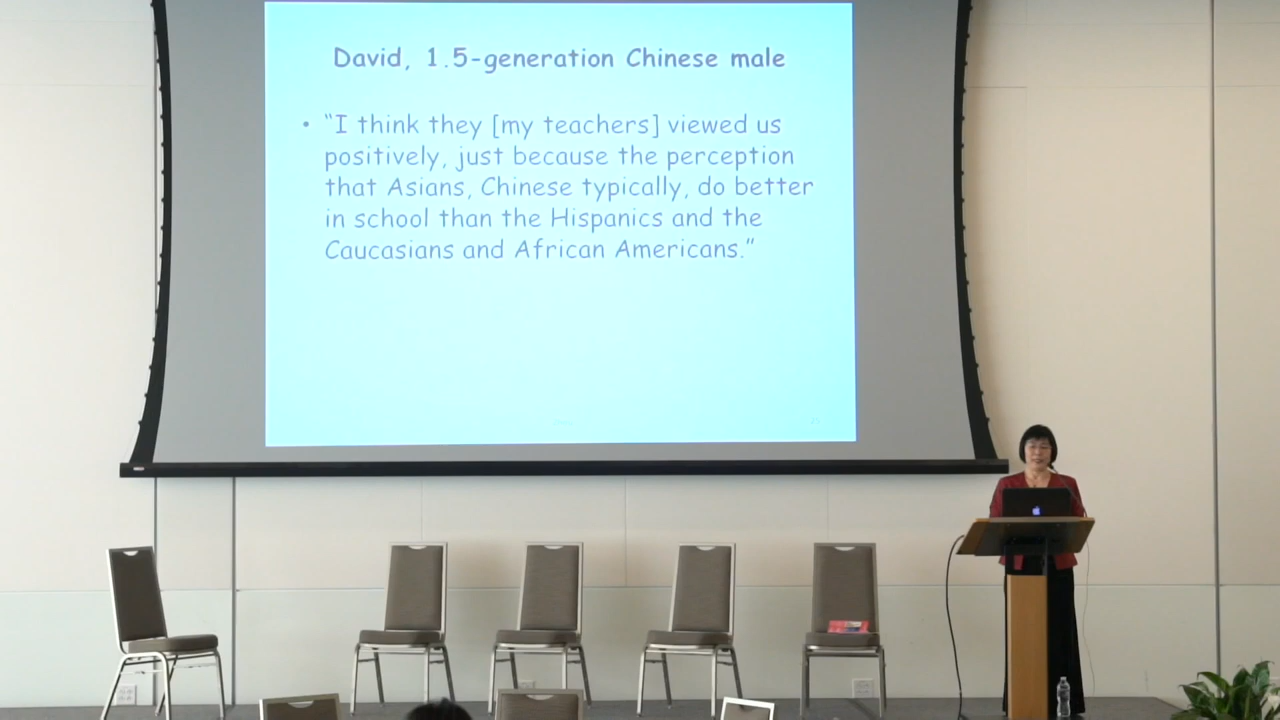 David, 1.5-generation Chinese male
• “I think they [my teachers] viewed us
positively, just because the perception
that Asians, Chinese typically, do better
in school than the Hispanics and the
Caucasians and African Americans.”